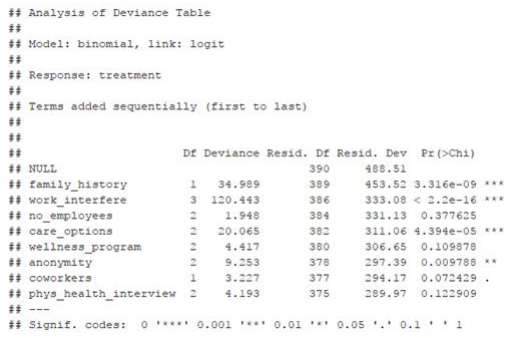 ## Analysis of Deviance Table
##
## Model: binomial, link: logit
##
## Response: treatment
##
## Terms added sequentially (first to last)
##
##
##                       Df Deviance Resid. Df Resid. Dev  Pr(>Chi)
## NULL                                    390     488.51
## family_history         1   34.989       389     453.52 3.316e-09 ***
## work_interfere         3  120.443       386     333.08 < 2.2e-16 ***
## no_employees           2    1.948       384     331.13  0.377625
## care_options           2   20.065       382     311.06 4.394e-05 ***
## wellness_program       2    4.417       380     306.65  0.109878
## anonymity              2    9.253       378     297.39  0.009788 **
## coworkers              1    3.227       377     294.17  0.072429 .
## phys_health_interview  2    4.193       375     289.97  0.122909
## ---
## Signif. codes:  0 '***' 0.001 '**' 0.01 '*' 0.05 '.' 0.1 ' ' 1